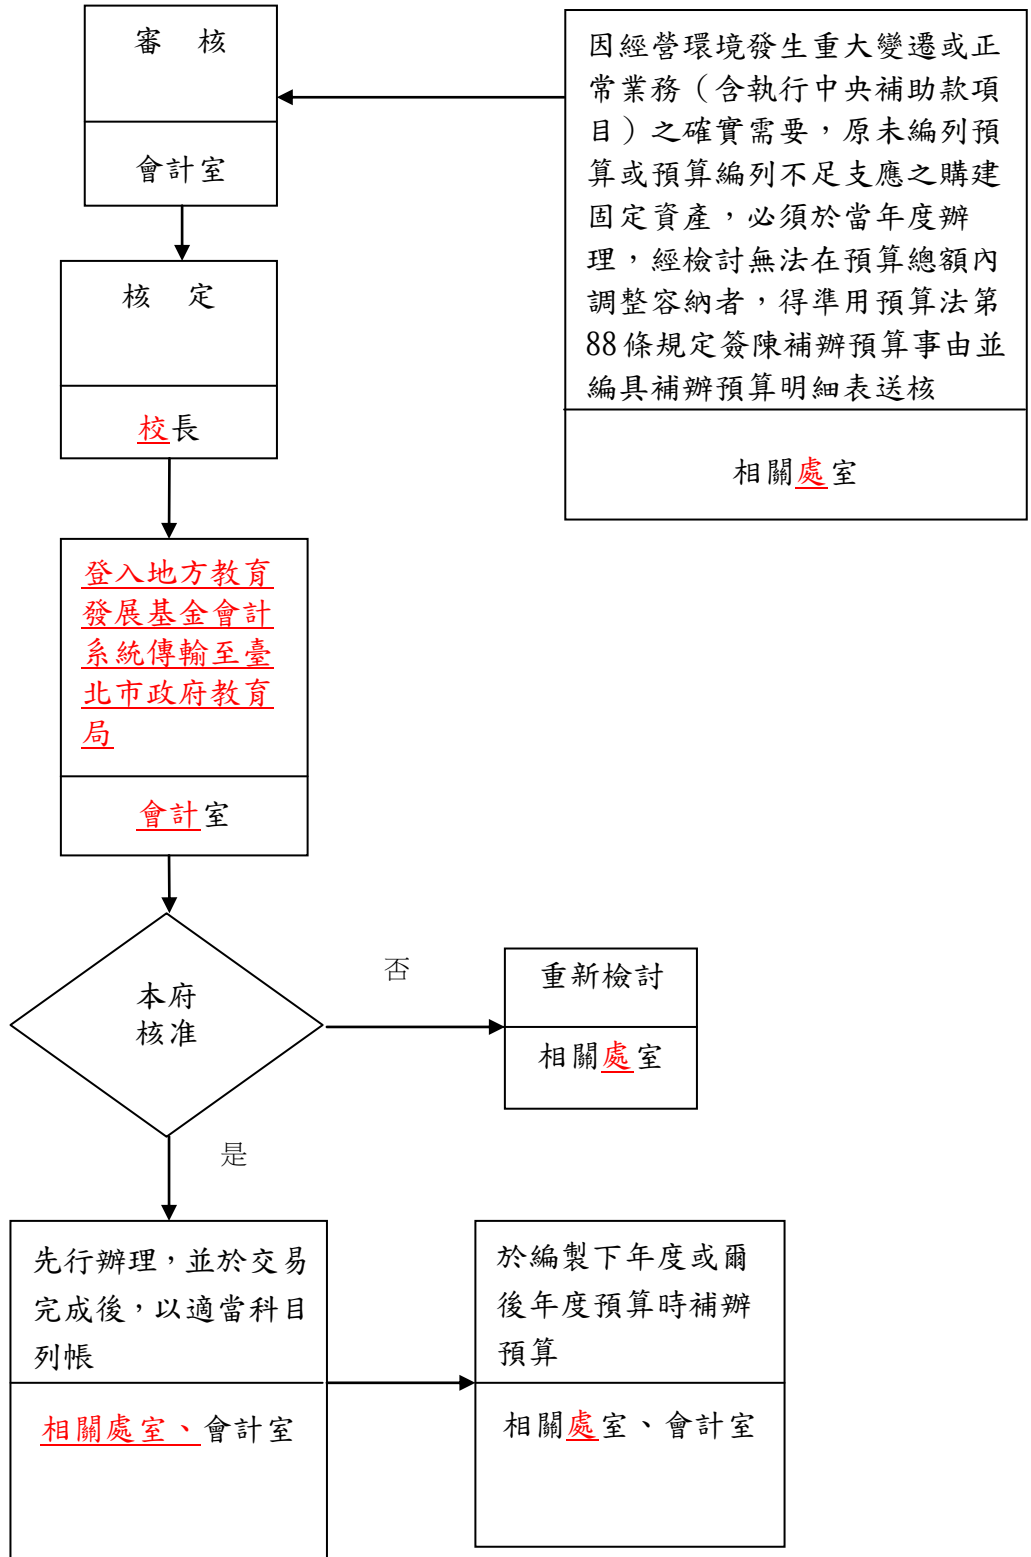 因經營環境發生重大變遷或正
常業務（含執行中央補助款項
目）之確實需要，原未編列預
算或預算編列不足支應之購建
固定資產，必須於當年度辦
理，經檢討無法在預算總額內
調整容納者，得準用預算法第
88條規定簽陳補辦預算事由並
編具補辦預算明細表送核
相關處室
審　核
會計室
核　定
校長
登入地方教育
發展基金會計
系統傳輸至臺
北市政府教育
局
會計室
本府
核准
否
重新檢討
相關處室
是
先行辦理，並於交易
完成後，以適當科目
列帳
相關處室、會計室
於編製下年度或爾
後年度預算時補辦
預算
相關處室、會計室